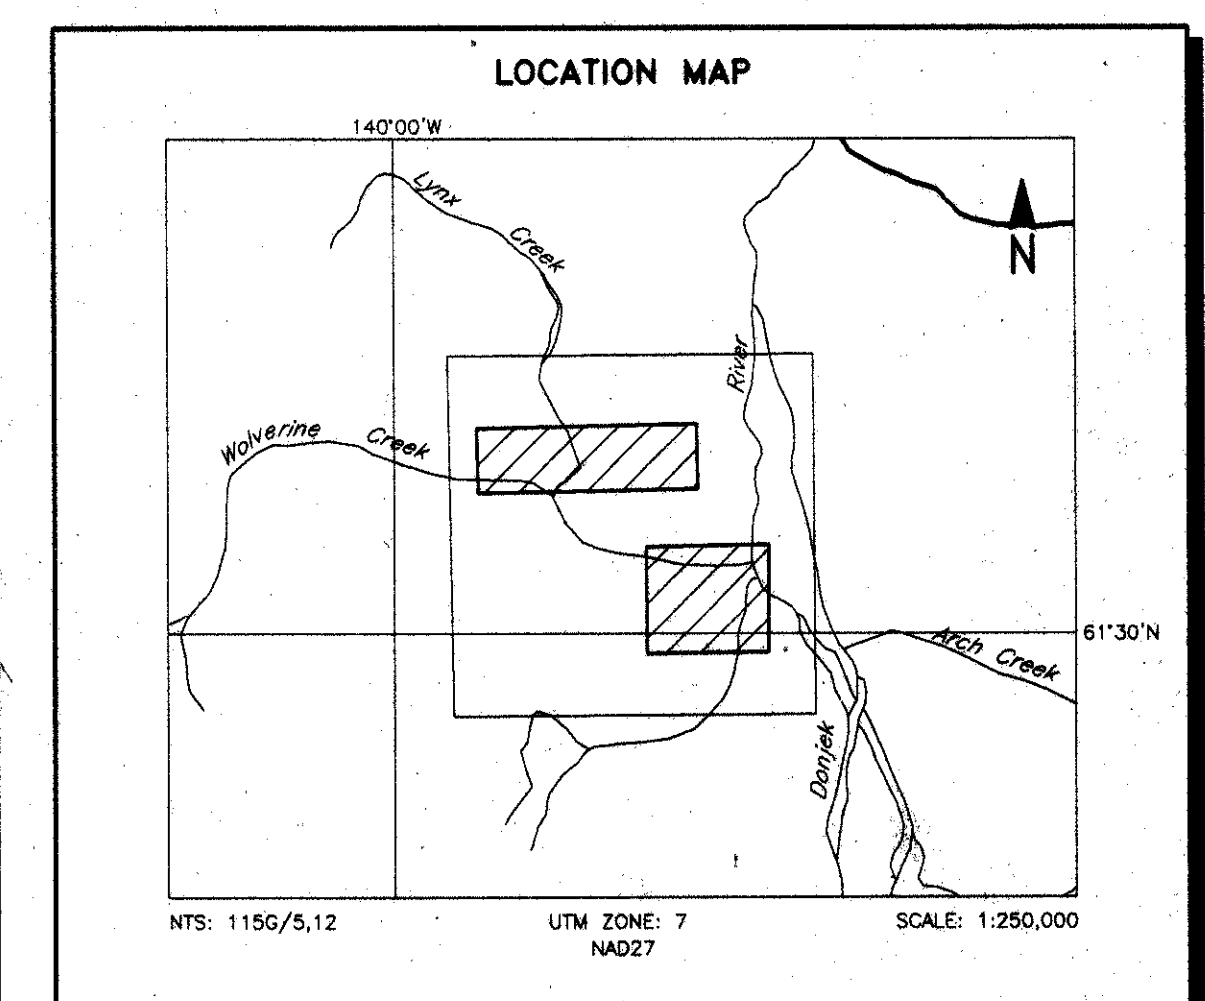 LOCATION MAP
140°00'W
Lynx
Creek
N
River
Wolverine Creek
61°30'N
Arch Creek
Donjek
NTS: 115G/5,12
UTM ZONE: 7
SCALE: 1:250,000
NAD27